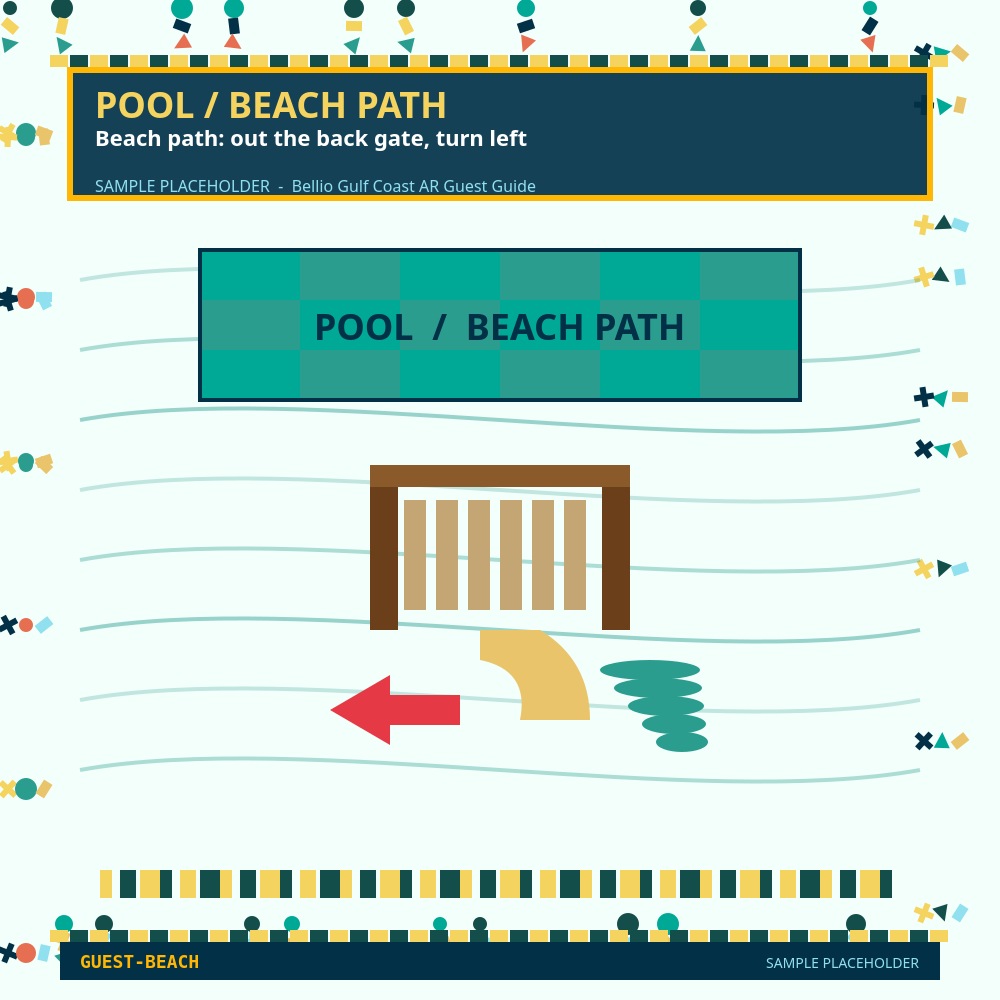 POOL / BEACH PATH
Beach path: out the back gate, turn left
SAMPLE PLACEHOLDER - Bellio Gulf Coast AR Guest Guide
POOL / BEACH PATH
GUEST-BEACH
SAMPLE PLACEHOLDER